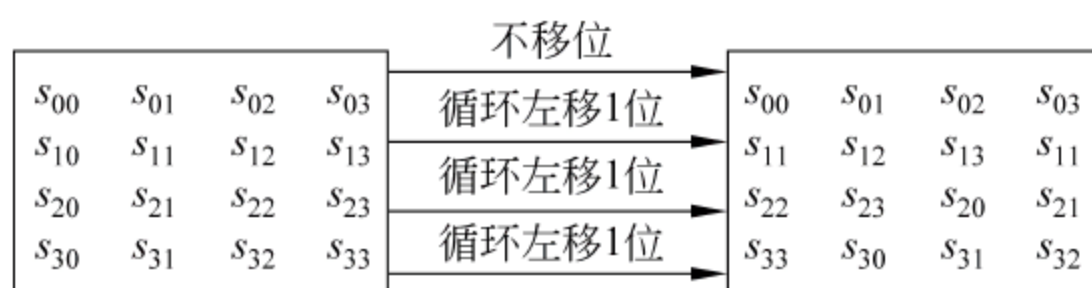 不移位
s00 s01 s02 s03 循环左移1位 s00 s01 s02 s03
s10 s11 s12 s13 循环左移1位 s11 s12 s13 s11
s20 s21 s22 s23 循环左移1位 s22 s23 s20 s21
s30 s31 s32 s33 s33 s30 s31 s32